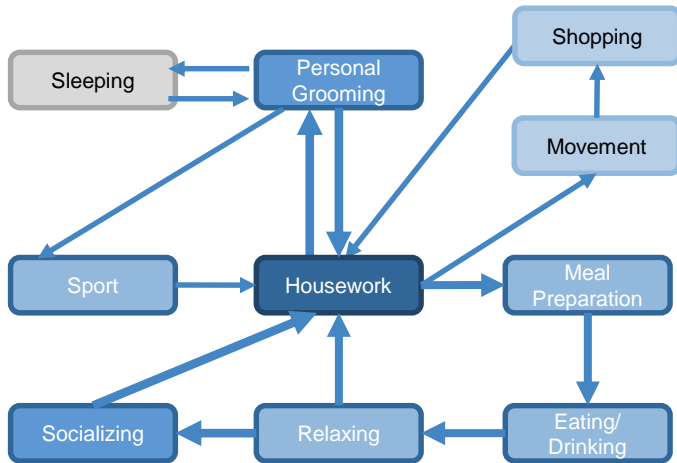 Shopping
Personal
Grooming
Sleeping
Movement
Sport
Housework
Meal
Preparation
Socializing
Relaxing
Eating/
Drinking